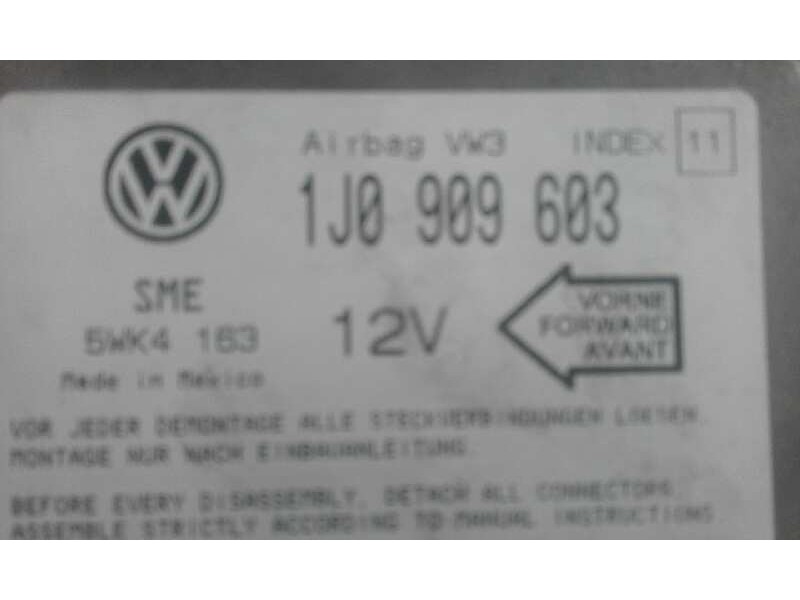 Airbag VW3 INDEX 11
1J0 909 603
SME
5WK4 163
12V
VORNE
FORWARD
AVANT
Made in Mexico
VOR JEDER DEMONTAGE ALLE STECKVERBINDUNGEN LOESEN.
MONTAGE NUR NACH EINBAUANLEITUNG.
BEFORE EVERY DISASSEMBLY, DETACH ALL CONNECTORS.
ASSEMBLE STRICTLY ACCORDING TO MANUAL INSTRUCTIONS